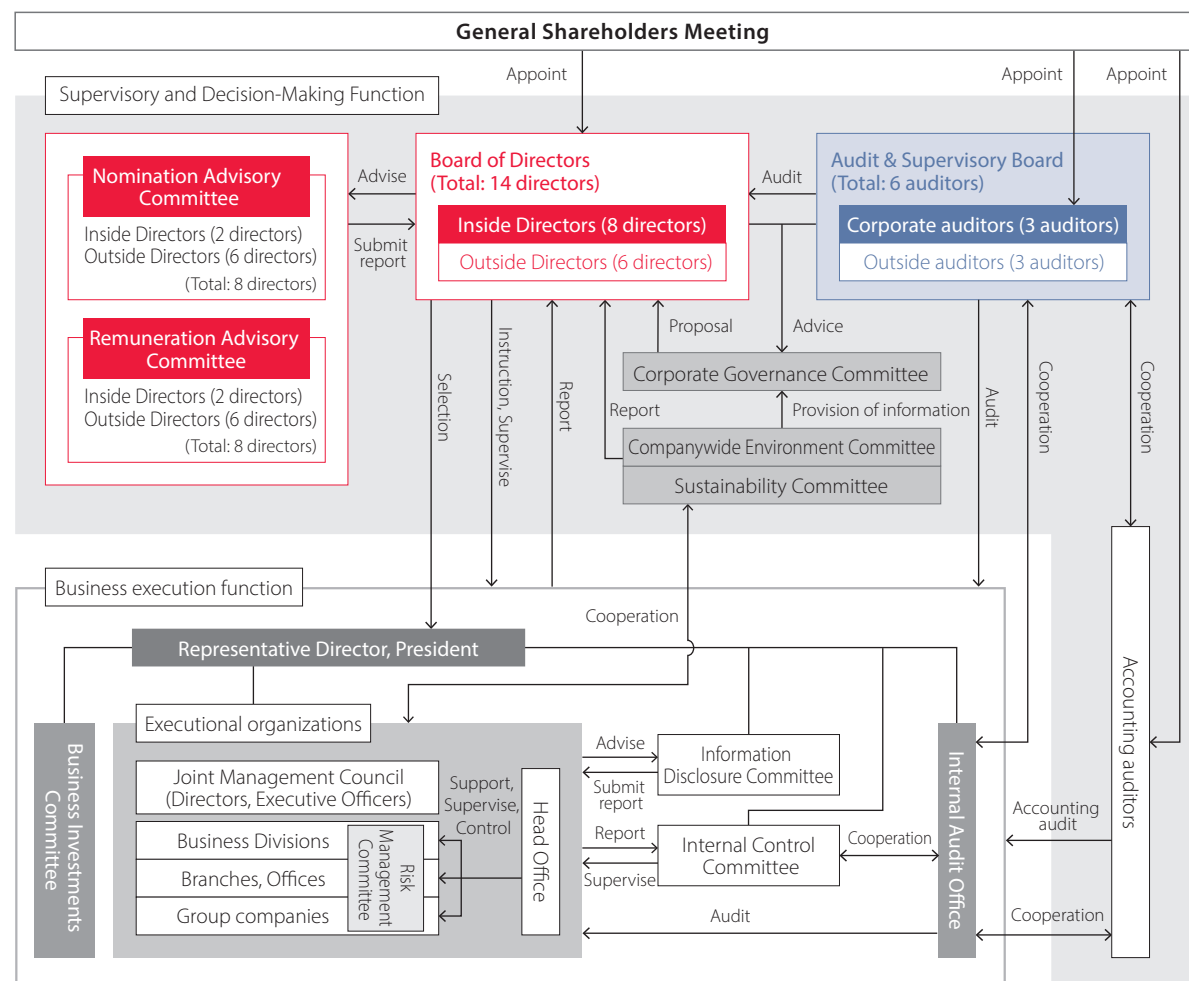 General Shareholders Meeting
Appoint
Appoint
Appoint
Supervisory and Decision-Making Function
Nomination Advisory
Committee
Inside Directors (2 directors)
Outside Directors (6 directors)
(Total: 8 directors)
Remuneration Advisory
Committee
Inside Directors (2 directors)
Outside Directors (6 directors)
(Total: 8 directors)
Advise
Submit
report
Board of Directors
(Total: 14 directors)
Inside Directors (8 directors)
Outside Directors (6 directors)
Audit
Audit & Supervisory Board
(Total: 6 auditors)
Corporate auditors (3 auditors)
Outside auditors (3 auditors)
Selection
Instruction, Supervise
Report
Proposal
Advice
Corporate Governance Committee
Report
Provision of information
Companywide Environment Committee
Sustainability Committee
Audit
Cooperation
Cooperation
Business execution function
Cooperation
Representative Director, President
Executional organizations
Business Investments
Committee
Joint Management Council
(Directors, Executive Officers)
Business Divisions
Branches, Offices
Group companies
Risk
Management
Committee
Support,
Supervise,
Control
Head Office
Advise
Submit
report
Information
Disclosure Committee
Report
Supervise
Internal Control
Committee
Cooperation
Audit
Internal Audit Office
Accounting
audit
Cooperation
Accounting auditors